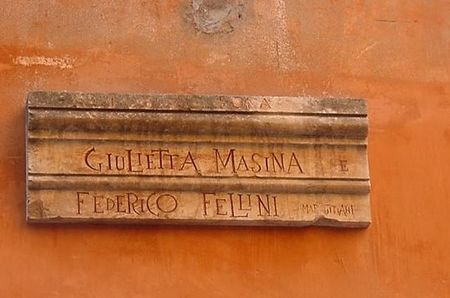 GIULIETTA MASINA E
FEDERICO FELLINI